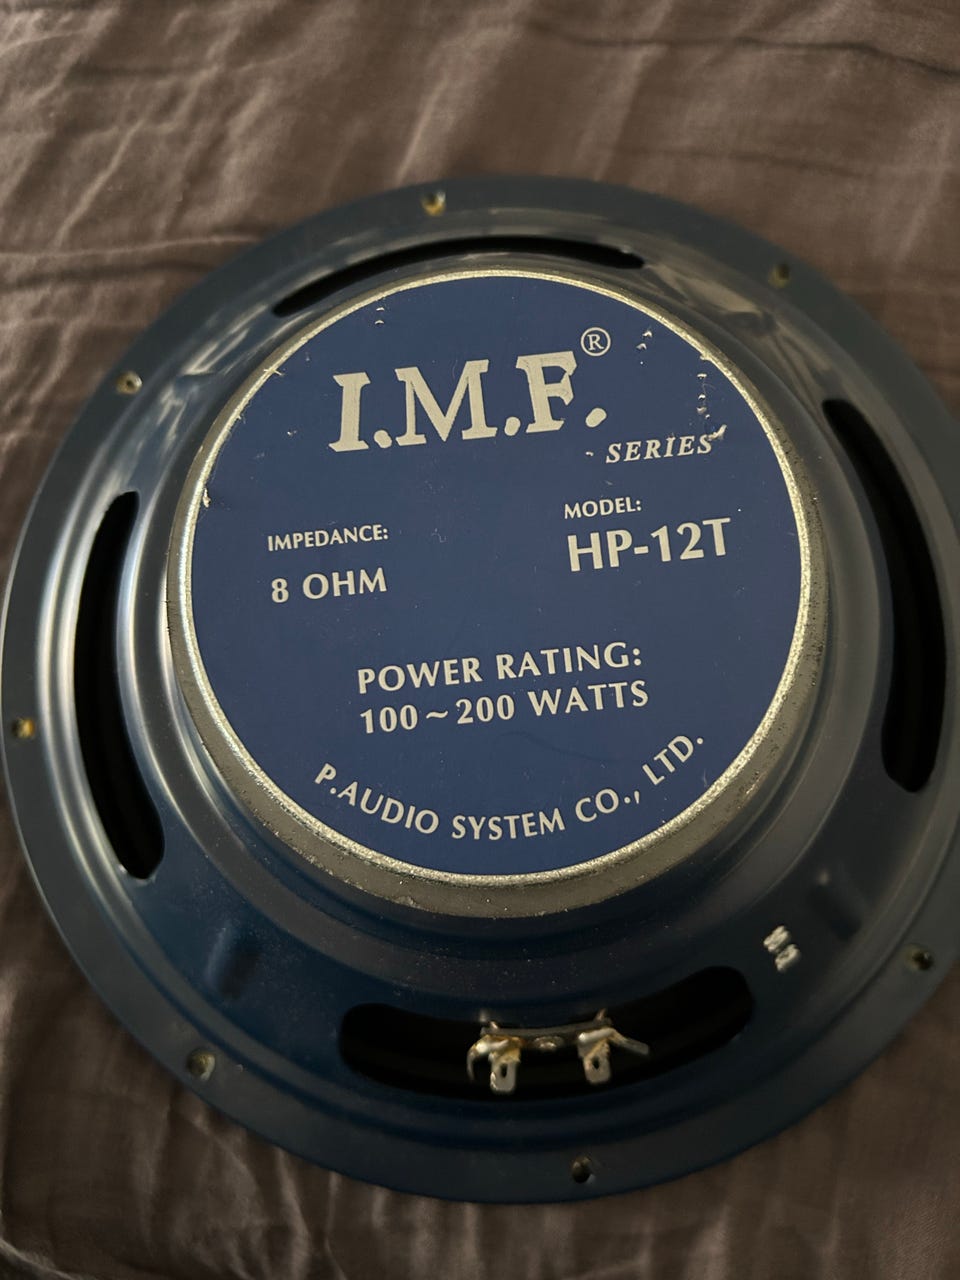 I.M.F.®
SERIES
IMPEDANCE:
8 OHM
MODEL:
HP-12T
POWER RATING:
100~200 WATTS
P.AUDIO SYSTEM CO., LTD.